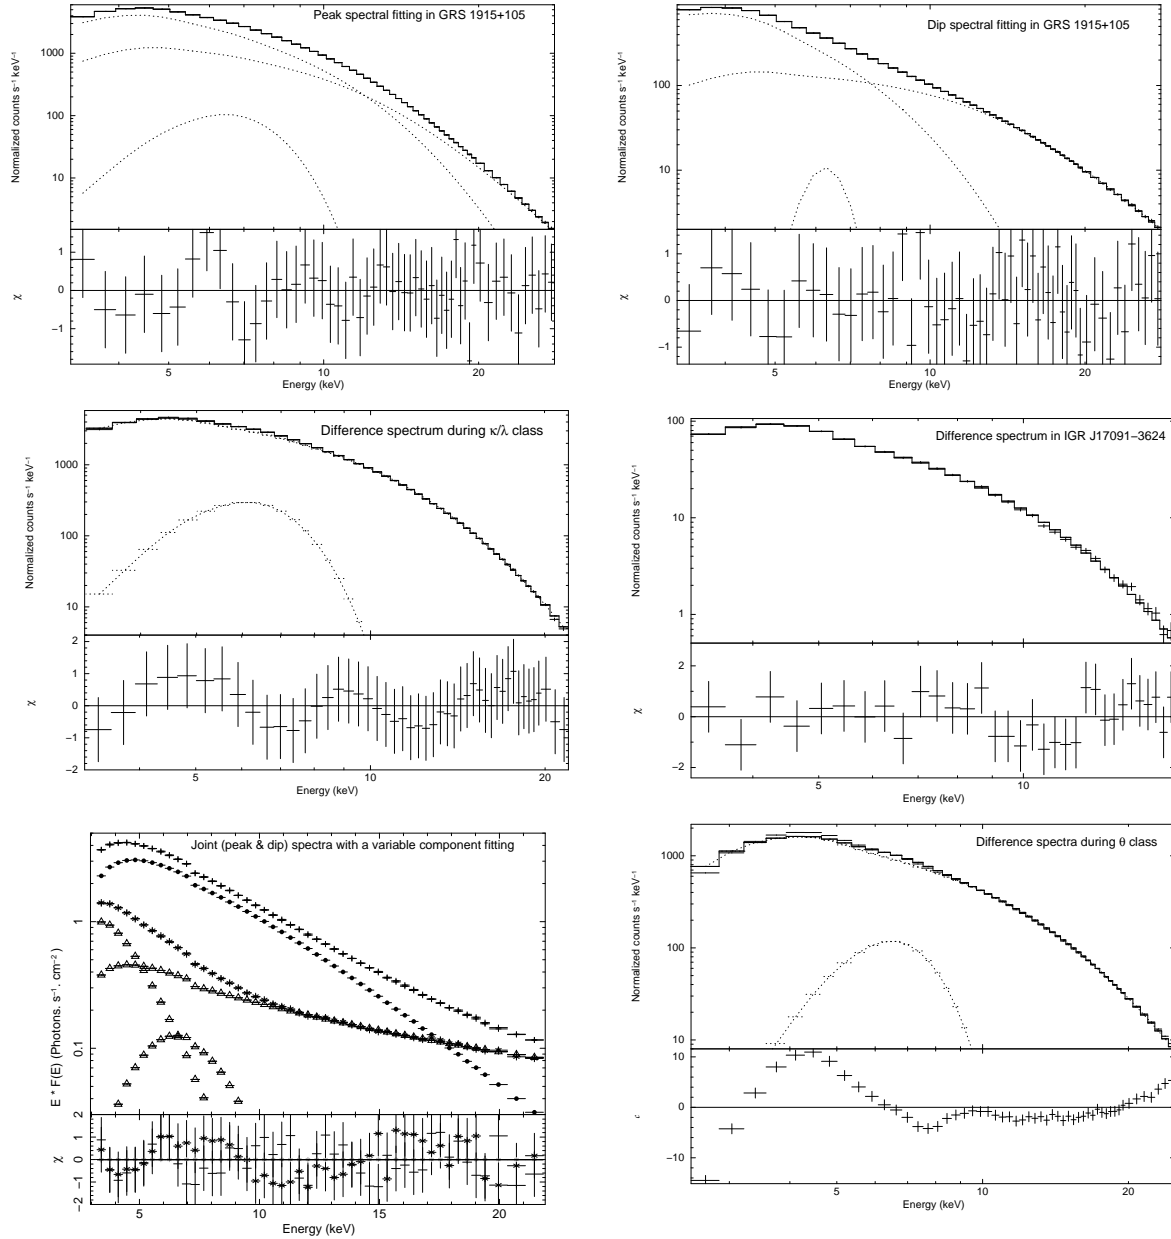 Peak spectral fitting in GRS 1915+105
Normalized counts s⁻¹ keV⁻¹
1000
100
10
1
0
−1
χ
5
10
20
Energy (keV)
Dip spectral fitting in GRS 1915+105
Normalized counts s⁻¹ keV⁻¹
100
10
1
0
−1
χ
5
10
20
Energy (keV)
Difference spectrum during κ/λ class
Normalized counts s⁻¹ keV⁻¹
1000
100
10
2
1
0
−1
−2
χ
5
10
20
Energy (keV)
Difference spectrum in IGR J17091−3624
Normalized counts s⁻¹ keV⁻¹
100
10
1
2
0
−2
χ
5
10
Energy (keV)
Joint (peak & dip) spectra with a variable component fitting
E * F(E) (Photons. s⁻¹. cm⁻²)
1
0.1
2
1
0
−1
−2
χ
5
10
15
20
Energy (keV)
Difference spectra during θ class
Normalized counts s⁻¹ keV⁻¹
1000
100
10
10
0
−10
5
10
20
Energy (keV)